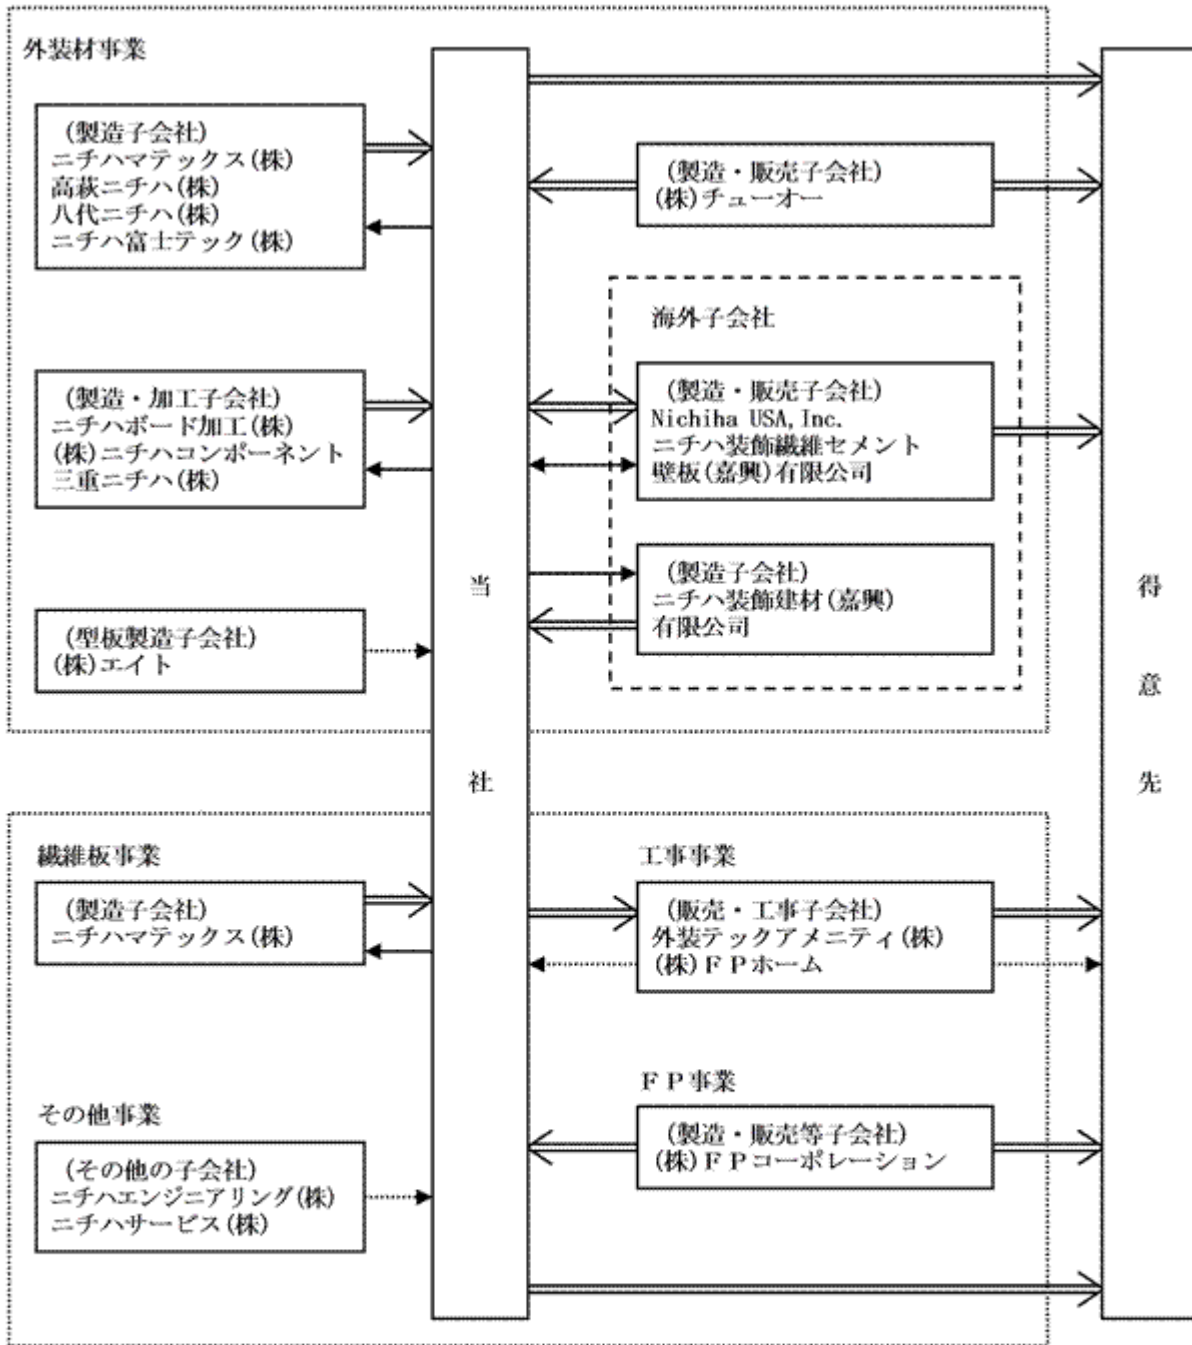 外装材事業
(製造子会社)
ニチハマテックス(株)
高萩ニチハ(株)
八代ニチハ(株)
ニチハ富士テック(株)
(製造・加工子会社)
ニチハボード加工(株)
(株)ニチハコンポーネント
三重ニチハ(株)
(型板製造子会社)
(株)エイト
当
社
(製造・販売子会社)
(株)チューオー
海外子会社
(製造・販売子会社)
Nichiha USA,Inc.
ニチハ装飾繊維セメント
壁板(嘉興)有限公司
(製造子会社)
ニチハ装飾建材(嘉興)
有限公司
得
意
先
繊維板事業
(製造子会社)
ニチハマテックス(株)
その他事業
(その他の子会社)
ニチハエンジニアリング(株)
ニチハサービス(株)
工事事業
(販売・工事子会社)
外装テックアメニティ(株)
(株)FPホーム
FP事業
(製造・販売等子会社)
(株)FPコーポレーション